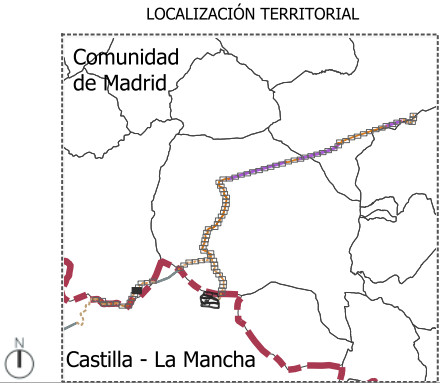 LOCALIZACIÓN TERRITORIAL
Comunidad
de Madrid
N
Castilla - La Mancha